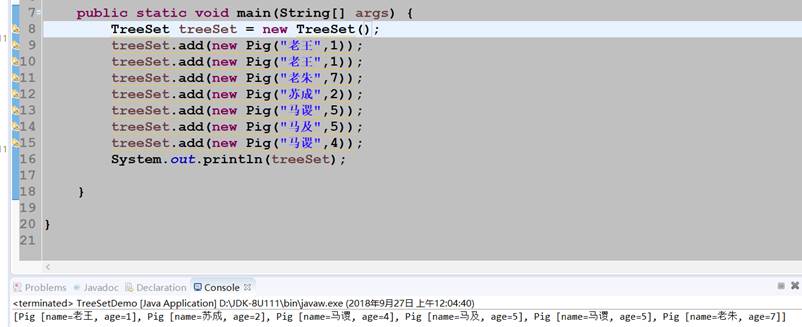 7 public static void main(String[] args) {
8 TreeSet treeSet = new TreeSet();
9 treeSet.add(new Pig("老王",1));
10 treeSet.add(new Pig("老王",1));
11 treeSet.add(new Pig("老朱",7));
12 treeSet.add(new Pig("苏成",2));
13 treeSet.add(new Pig("马谡",5));
14 treeSet.add(new Pig("马及",5));
15 treeSet.add(new Pig("马谡",4));
16 System.out.println(treeSet);
17
18 }
19
20 }
21
Problems Javadoc Declaration Console
<terminated> TreeSetDemo [Java Application] D:\JDK-8U111\bin\javaw.exe (2018年9月27日 上午12:04:40)
[Pig [name=老王, age=1], Pig [name=苏成, age=2], Pig [name=马谡, age=4], Pig [name=马及, age=5], Pig [name=马谡, age=5], Pig [name=老朱, age=7]]